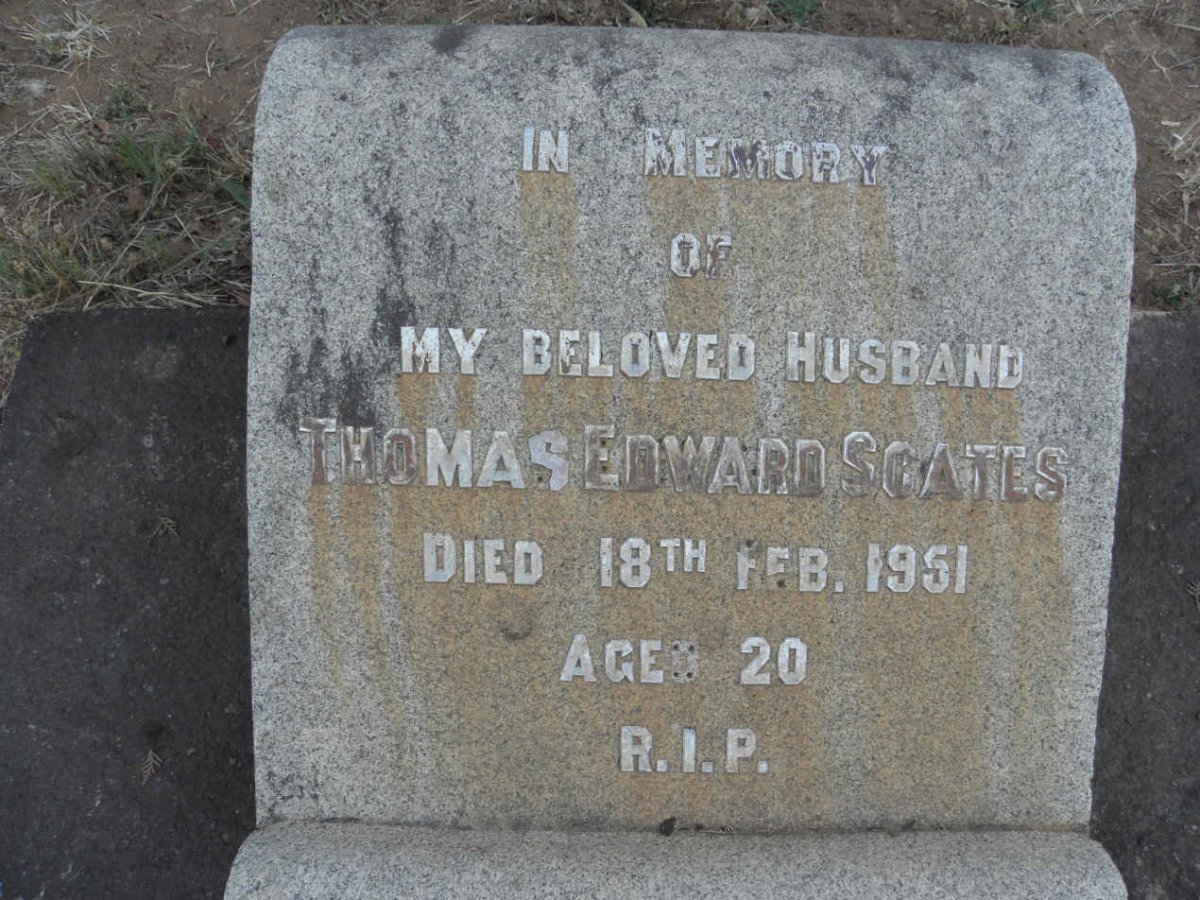 IN MEMORY
OF
MY BELOVED HUSBAND
THOMAS EDWARD SCATES
DIED 18TH FEB. 1951
AGED 20
R.I.P.